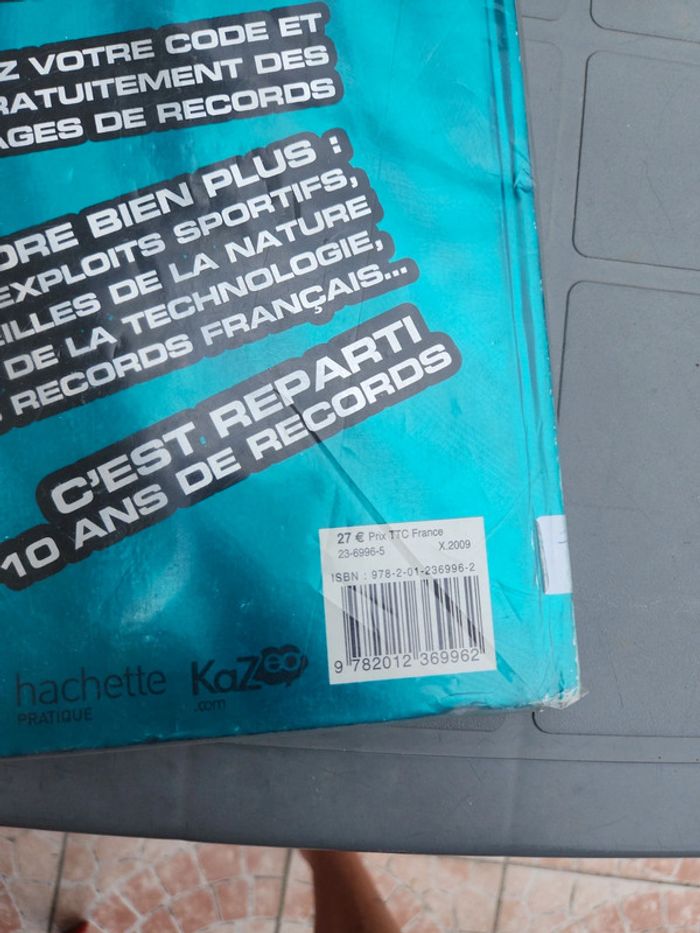 Z VOTRE CODE ET
RATUITEMENT DES
AGES DE RECORDS
DRE BIEN PLUS :
EXPLOITS SPORTIFS,
EILLES DE LA NATURE
DE LA TECHNOLOGIE,
RECORDS FRANÇAIS...
C'EST REPARTI
10 ANS DE RECORDS
27 € Prix TTC France
23-6996-5 X.2009
ISBN : 978-2-01-236996-2
9 782012 369962
hachette
PRATIQUE
KaZeo
.com